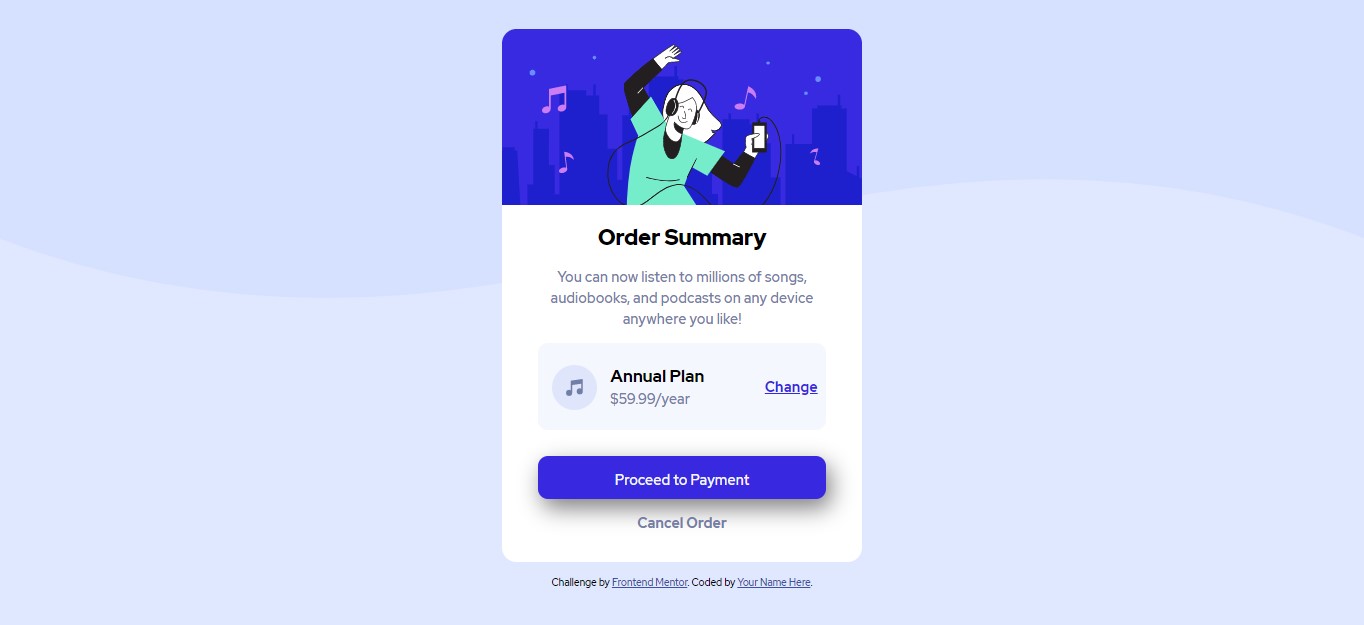 Order Summary
You can now listen to millions of songs,
audiobooks, and podcasts on any device
anywhere you like!
Annual Plan
$59.99/year
Change
Proceed to Payment
Cancel Order
Challenge by Frontend Mentor. Coded by Your Name Here.